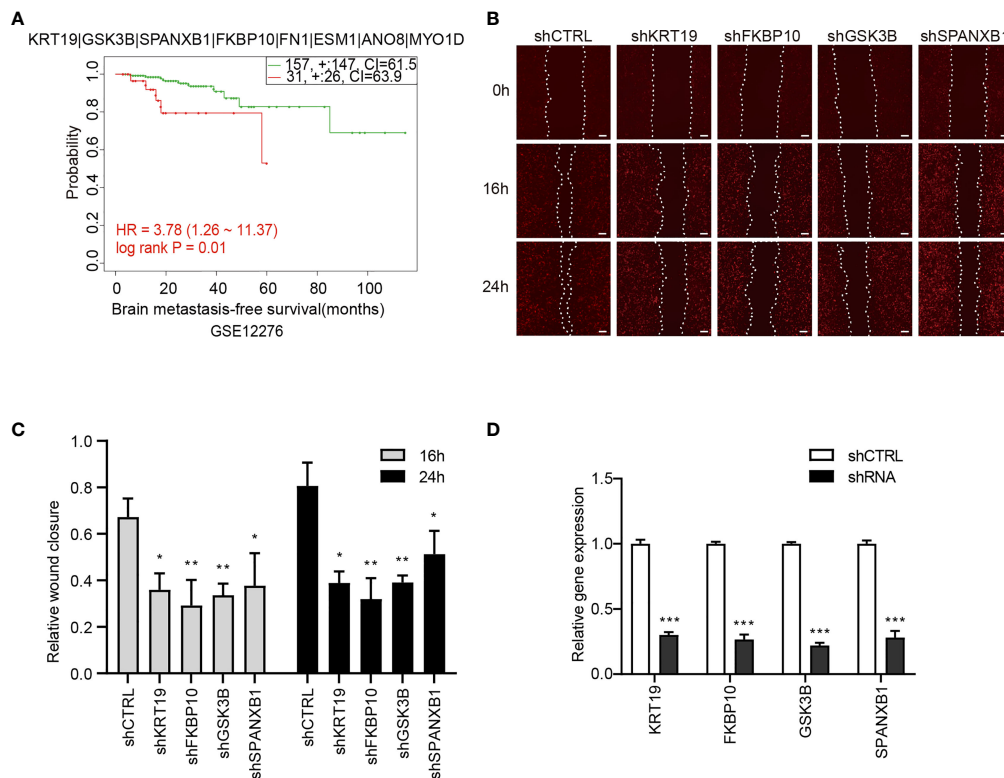 A
KRT19|GSK3B|SPANXB1|FKBP10|FN1|ESM1|ANO8|MYO1D
157, +:147, CI=61.5
31, +:26, CI=63.9
Probability
1.0
0.8
0.6
0.4
0.2
0.0
HR = 3.78 (1.26 ~ 11.37)
log rank P = 0.01
0 20 40 60 80 100
Brain metastasis-free survival(months)
GSE12276
B
shCTRL shKRT19 shFKBP10 shGSK3B shSPANXB1
0h
16h
24h
C
Relative wound closure
1.0
0.8
0.6
0.4
0.2
0.0
16h
24h
* ** ** * * ** ** *
shCTRL shKRT19 shFKBP10 shGSK3B shSPANXB1 shCTRL shKRT19 shFKBP10 shGSK3B shSPANXB1
D
shCTRL
shRNA
Relative gene expression
1.5
1.0
0.5
0.0
*** *** *** ***
KRT19 FKBP10 GSK3B SPANXB1